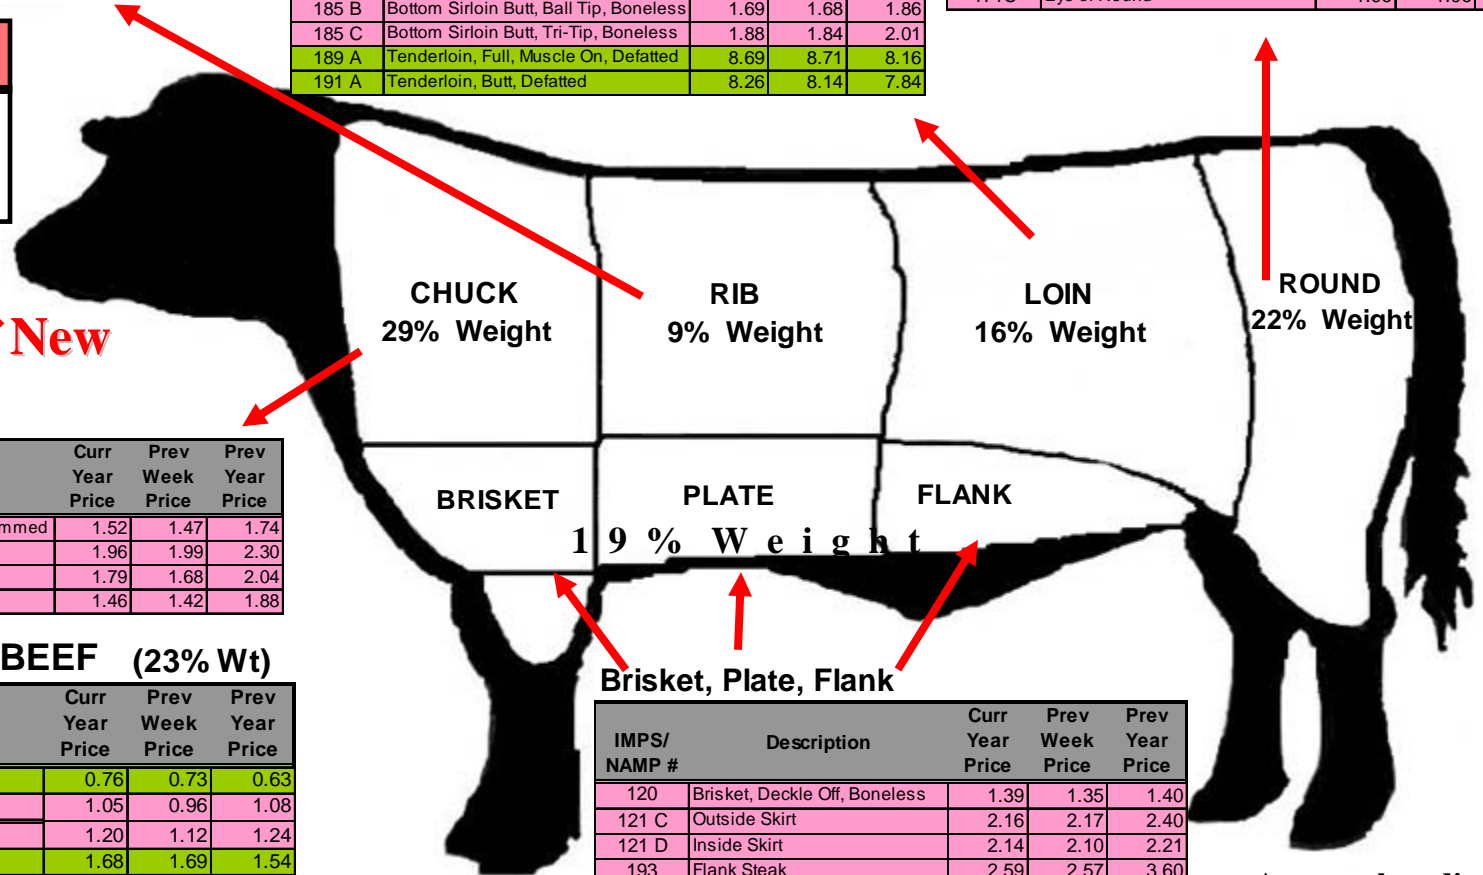 185 B Bottom Sirloin Butt, Ball Tip, Boneless 1.69 1.68 1.86
185 C Bottom Sirloin Butt, Tri-Tip, Boneless 1.88 1.84 2.01
189 A Tenderloin, Full, Muscle On, Defatted 8.69 8.71 8.16
191 A Tenderloin, Butt, Defatted 8.26 8.14 7.84
CHUCK
29% Weight
RIB
9% Weight
LOIN
16% Weight
ROUND
22% Weight
New
BRISKET
PLATE
FLANK
19% Weight
Curr Prev Prev
Year Week Year
Price Price Price
mmed 1.52 1.47 1.74
1.96 1.99 2.30
1.79 1.68 2.04
1.46 1.42 1.88
BEEF (23% Wt)
Curr Prev Prev
Year Week Year
Price Price Price
0.76 0.73 0.63
1.05 0.96 1.08
1.20 1.12 1.24
1.68 1.69 1.54
Brisket, Plate, Flank
IMPS/ NAMP # Description Curr Year Price Prev Week Price Prev Year Price
120 Brisket, Deckle Off, Boneless 1.39 1.35 1.40
121 C Outside Skirt 2.16 2.17 2.40
121 D Inside Skirt 2.14 2.10 2.21
193 Flank Steak 2.59 2.57 3.60